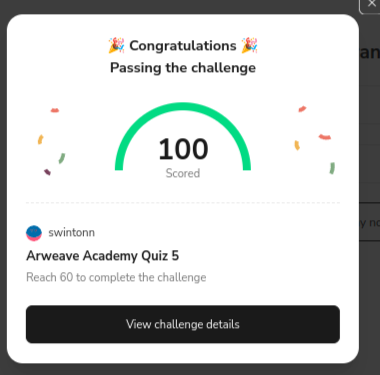 🎉 Congratulations 🎉
Passing the challenge
100
Scored
swintonn
Arweave Academy Quiz 5
Reach 60 to complete the challenge
View challenge details